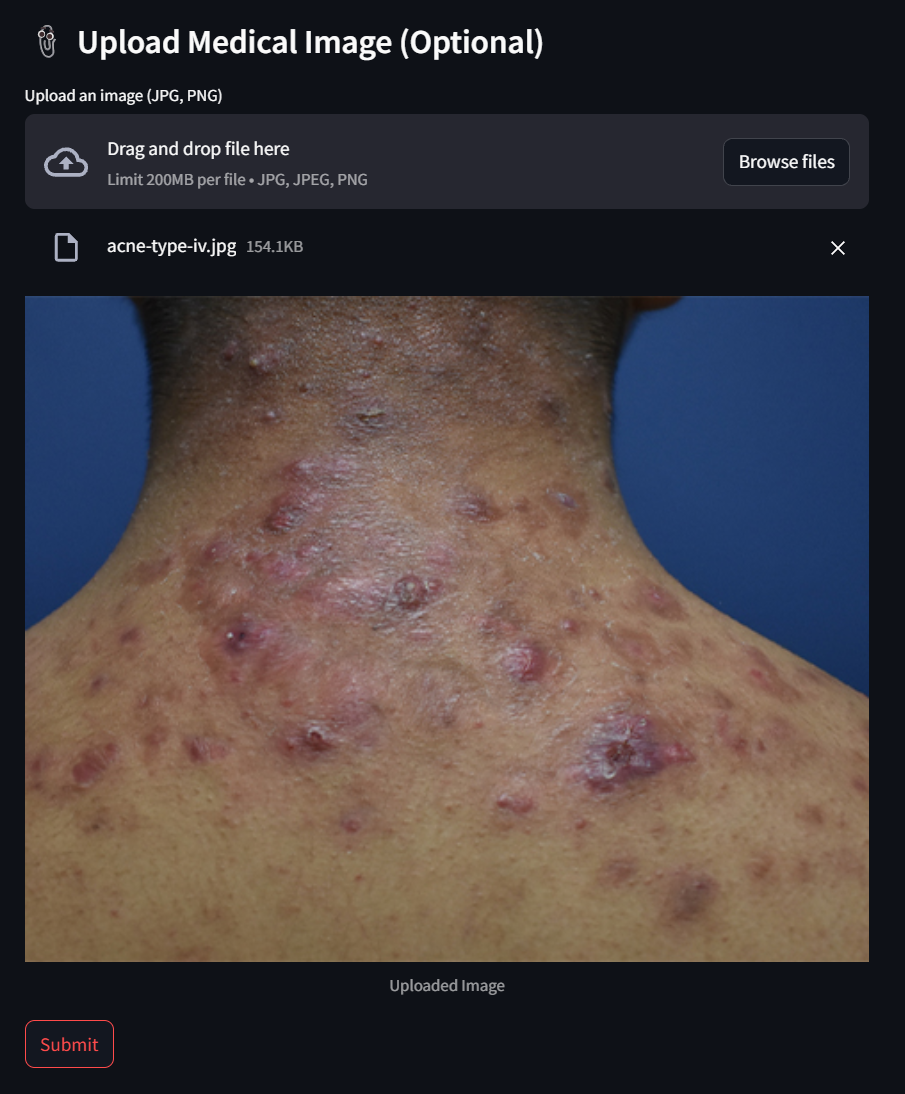 Upload Medical Image (Optional)
Upload an image (JPG, PNG)
Drag and drop file here
Limit 200MB per file • JPG, JPEG, PNG
Browse files
acne-type-iv.jpg 154.1KB
Uploaded Image
Submit